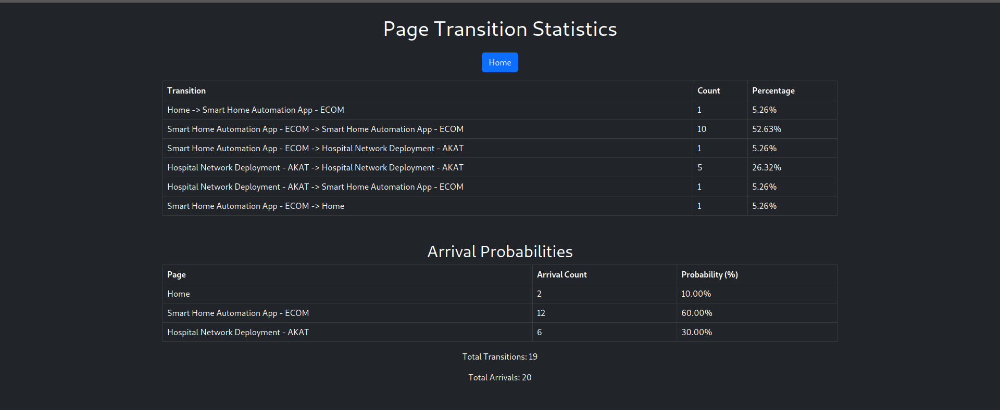 Page Transition Statistics
Home
Transition Count Percentage
Home -> Smart Home Automation App - ECOM 1 5.26%
Smart Home Automation App - ECOM -> Smart Home Automation App - ECOM 10 52.63%
Smart Home Automation App - ECOM -> Hospital Network Deployment - AKAT 1 5.26%
Hospital Network Deployment - AKAT -> Hospital Network Deployment - AKAT 5 26.32%
Hospital Network Deployment - AKAT -> Smart Home Automation App - ECOM 1 5.26%
Smart Home Automation App - ECOM -> Home 1 5.26%
Arrival Probabilities
Page Arrival Count Probability (%)
Home 2 10.00%
Smart Home Automation App - ECOM 12 60.00%
Hospital Network Deployment - AKAT 6 30.00%
Total Transitions: 19
Total Arrivals: 20